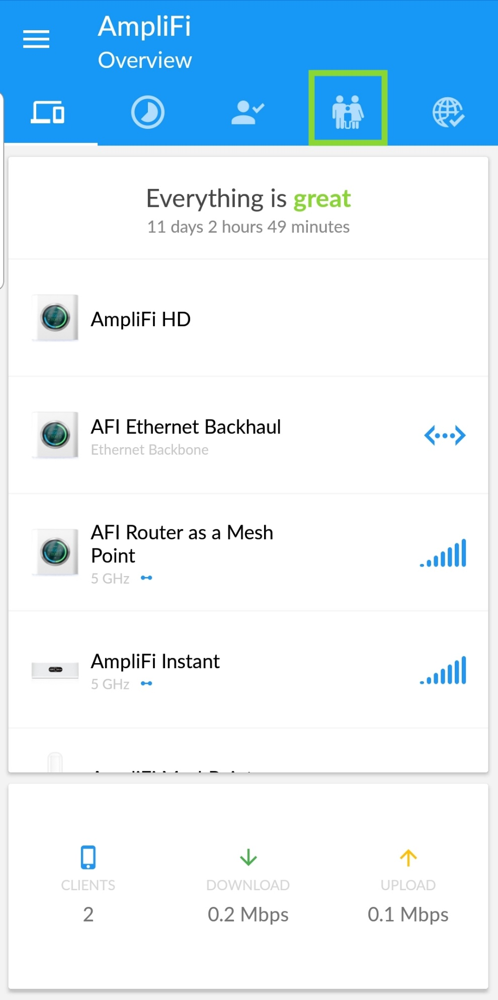 AmpliFi
Overview
Everything is great
11 days 2 hours 49 minutes
AmpliFi HD
AFI Ethernet Backhaul
Ethernet Backbone
AFI Router as a Mesh
Point
5 GHz
AmpliFi Instant
5 GHz
CLIENTS
DOWNLOAD
UPLOAD
2
0.2 Mbps
0.1 Mbps